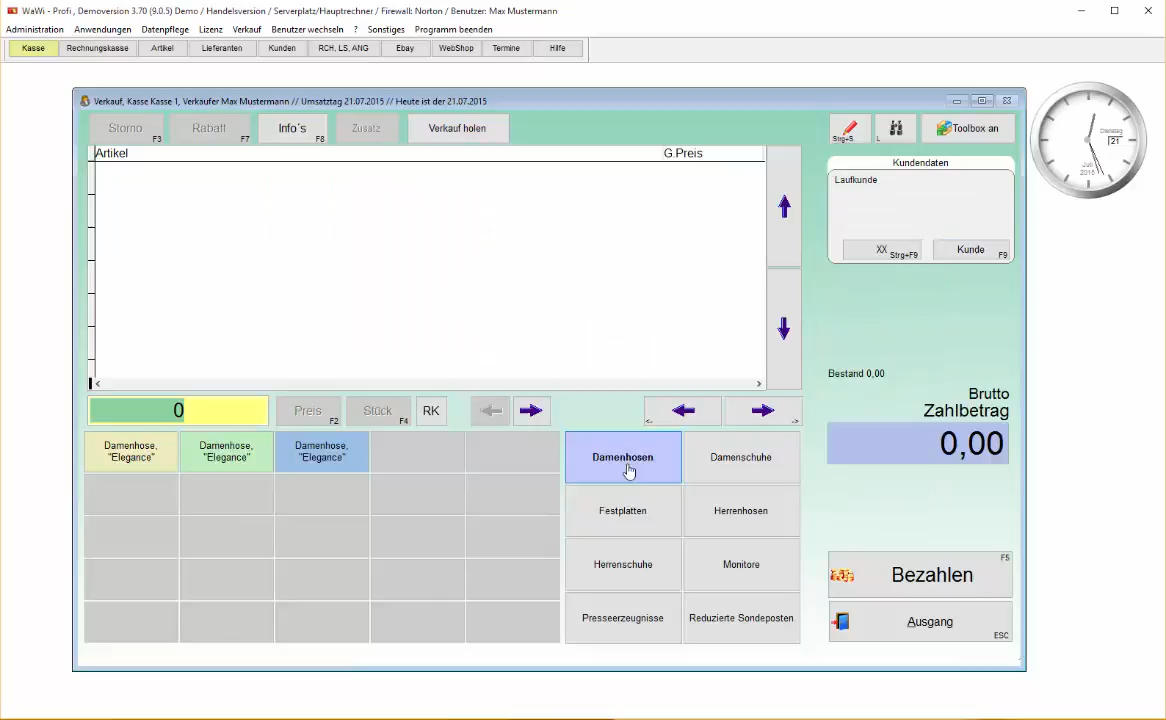 WaWi - Profi , Demoversion 3.70 (9.0.5) Demo / Handelsversion / Serverplatz/Hauptrechner / Firewall: Norton / Benutzer: Max Mustermann
Administration Anwendungen Datenpflege Lizenz Verkauf Benutzer wechseln ? Sonstiges Programm beenden
Kasse Rechnungskasse Artikel Lieferanten Kunden RCH, LS, ANG Ebay WebShop Termine Hilfe
Verkauf, Kasse Kasse 1, Verkäufer Max Mustermann // Umsatztag 21.07.2015 // Heute ist der 21.07.2015
Storno F3 Rabatt F7 Info´s F8 Zusatz Verkauf holen Strg+S L Toolbox an
Dienstag
21
Juli
2015
Artikel G.Preis
Kundendaten
Laufkunde
XX Strg+F9 Kunde F9
Bestand 0,00
Brutto
Zahlbetrag
0,00
0 Preis F2 Stück F4 RK <- ->
Damenhose, "Elegance"
Damenhose, "Elegance"
Damenhose, "Elegance"
Damenhosen Damenschuhe
Festplatten Herrenhosen
Herrenschuhe Monitore
Presseerzeugnisse Reduzierte Sondeposten
Bezahlen F5
Ausgang ESC